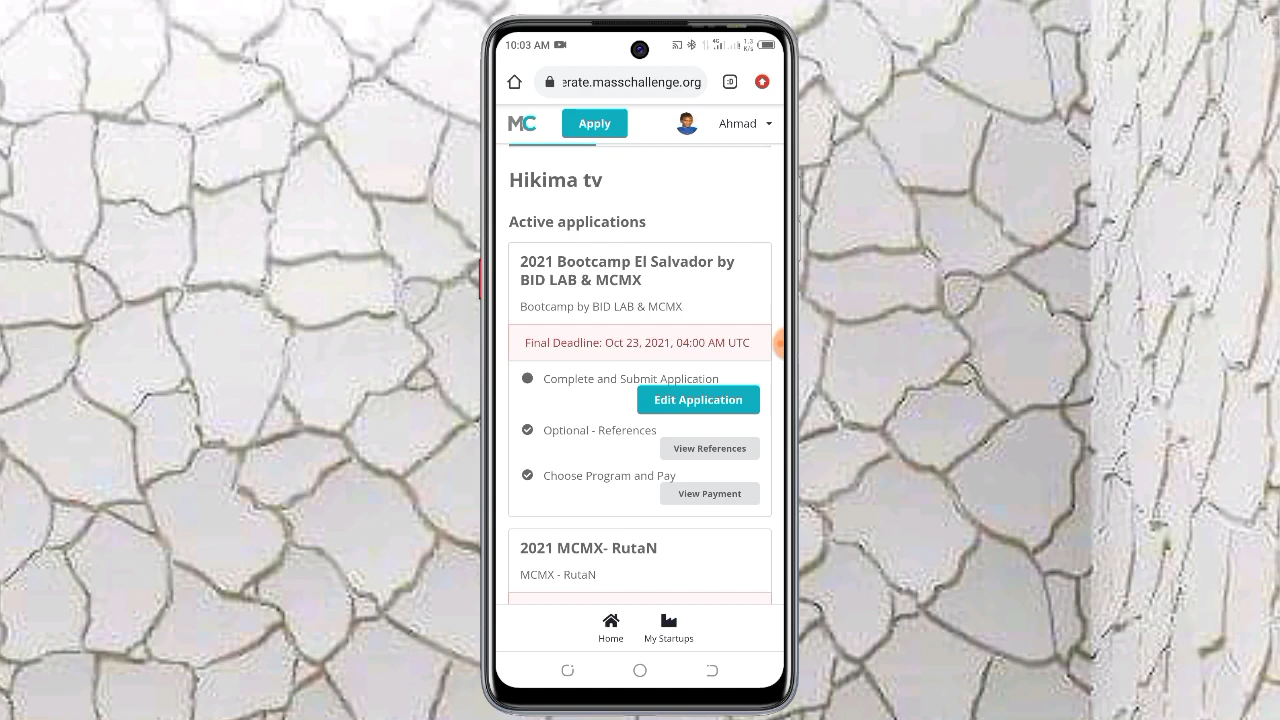 10:03 AM
4G 1.3 K/s
:D
erate.masschallenge.org
MC Apply Ahmad
Hikima tv
Active applications
2021 Bootcamp El Salvador by
BID LAB & MCMX
Bootcamp by BID LAB & MCMX
Final Deadline: Oct 23, 2021, 04:00 AM UTC
Complete and Submit Application
Edit Application
Optional - References
View References
Choose Program and Pay
View Payment
2021 MCMX- RutaN
MCMX - RutaN
Home My Startups